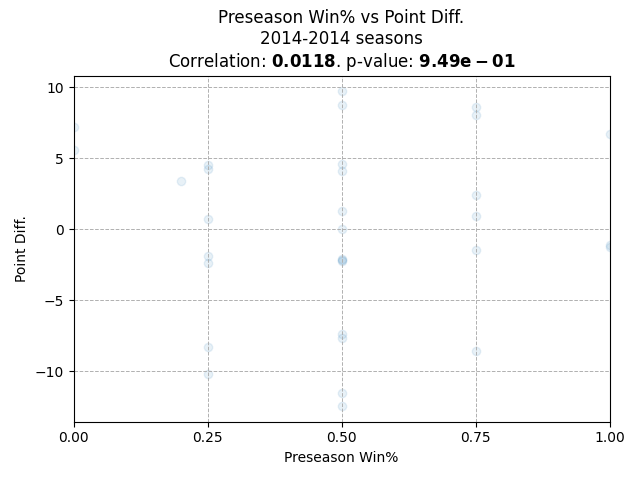 Preseason Win% vs Point Diff.
2014-2014 seasons
Correlation: 0.0118. p-value: 9.49e − 01
10
5
0
−5
−10
Point Diff.
0.00 0.25 0.50 0.75 1.00
Preseason Win%